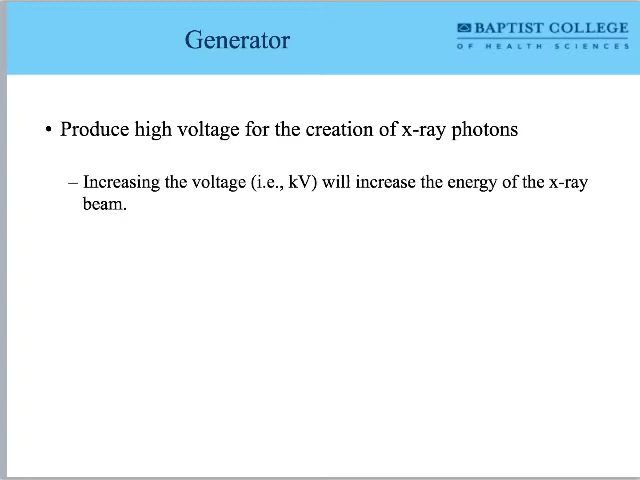 Generator
BAPTIST COLLEGE
OF HEALTH SCIENCES
• Produce high voltage for the creation of x-ray photons
– Increasing the voltage (i.e., kV) will increase the energy of the x-ray
beam.